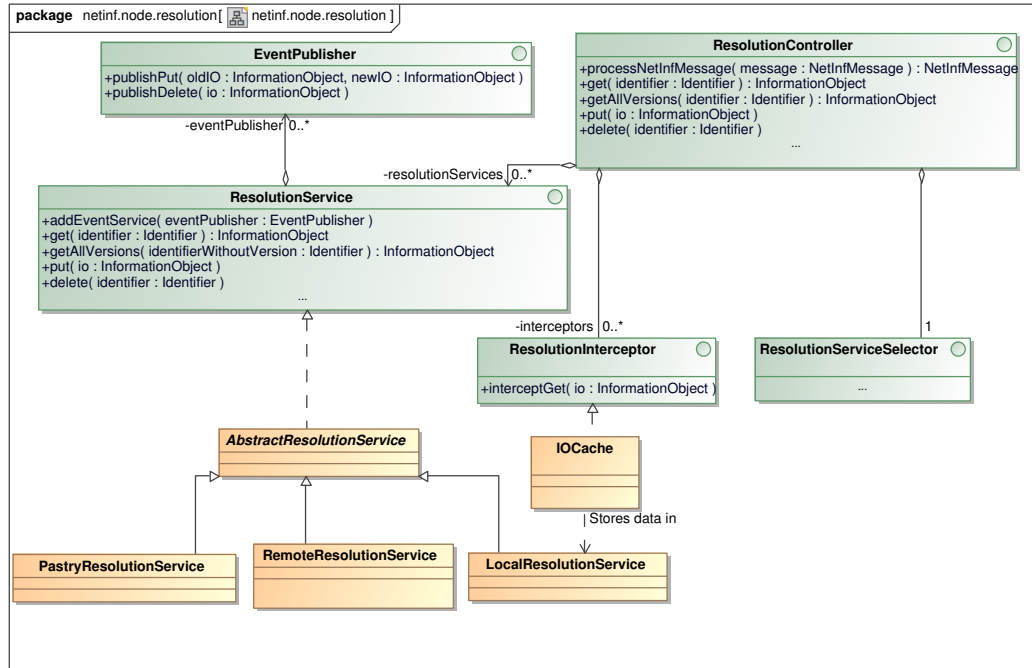 package netinf.node.resolution[ netinf.node.resolution ]
EventPublisher
+publishPut( oldIO : InformationObject, newIO : InformationObject )
+publishDelete( io : InformationObject )
ResolutionController
+processNetInfMessage( message : NetInfMessage ) : NetInfMessage
+get( identifier : Identifier ) : InformationObject
+getAllVersions( identifier : Identifier ) : InformationObject
+put( io : InformationObject )
+delete( identifier : Identifier )
...
-eventPublisher 0..*
-resolutionServices 0..*
ResolutionService
+addEventService( eventPublisher : EventPublisher )
+get( identifier : Identifier ) : InformationObject
+getAllVersions( identifierWithoutVersion : Identifier ) : InformationObject
+put( io : InformationObject )
+delete( identifier : Identifier )
...
-interceptors 0..*
1
ResolutionInterceptor
+interceptGet( io : InformationObject )
ResolutionServiceSelector
...
AbstractResolutionService
IOCache
Stores data in
PastryResolutionService
RemoteResolutionService
LocalResolutionService